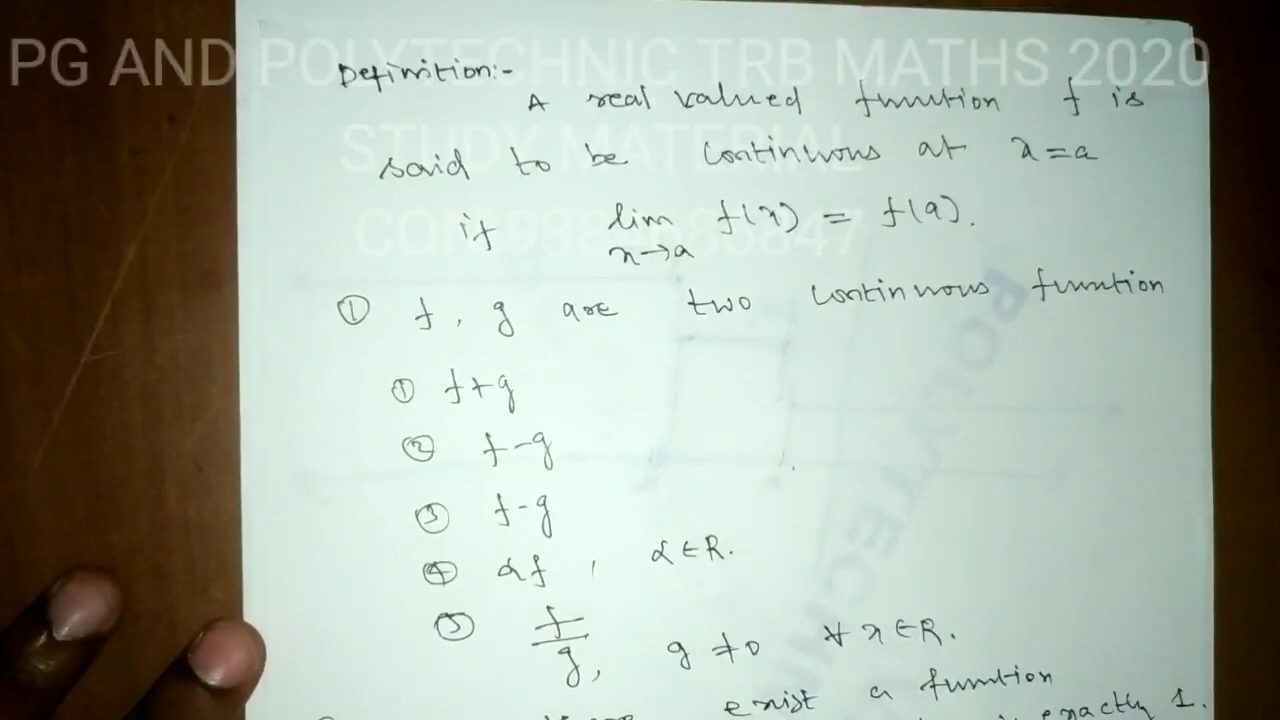 PG AND POLYTECHNIC TRB MATHS 2020
STUDY MATERIAL
Definition:-
A real valued function f is
said to be continuous at x=a
if lim f(x) = f(a).
x→a
① f, g are two continuous function
① f+g
② f-g
③ f-g
④ αf, α∈R.
⑤ f/g, g≠0 ∀ x∈R.
exist a function
exactly 1.